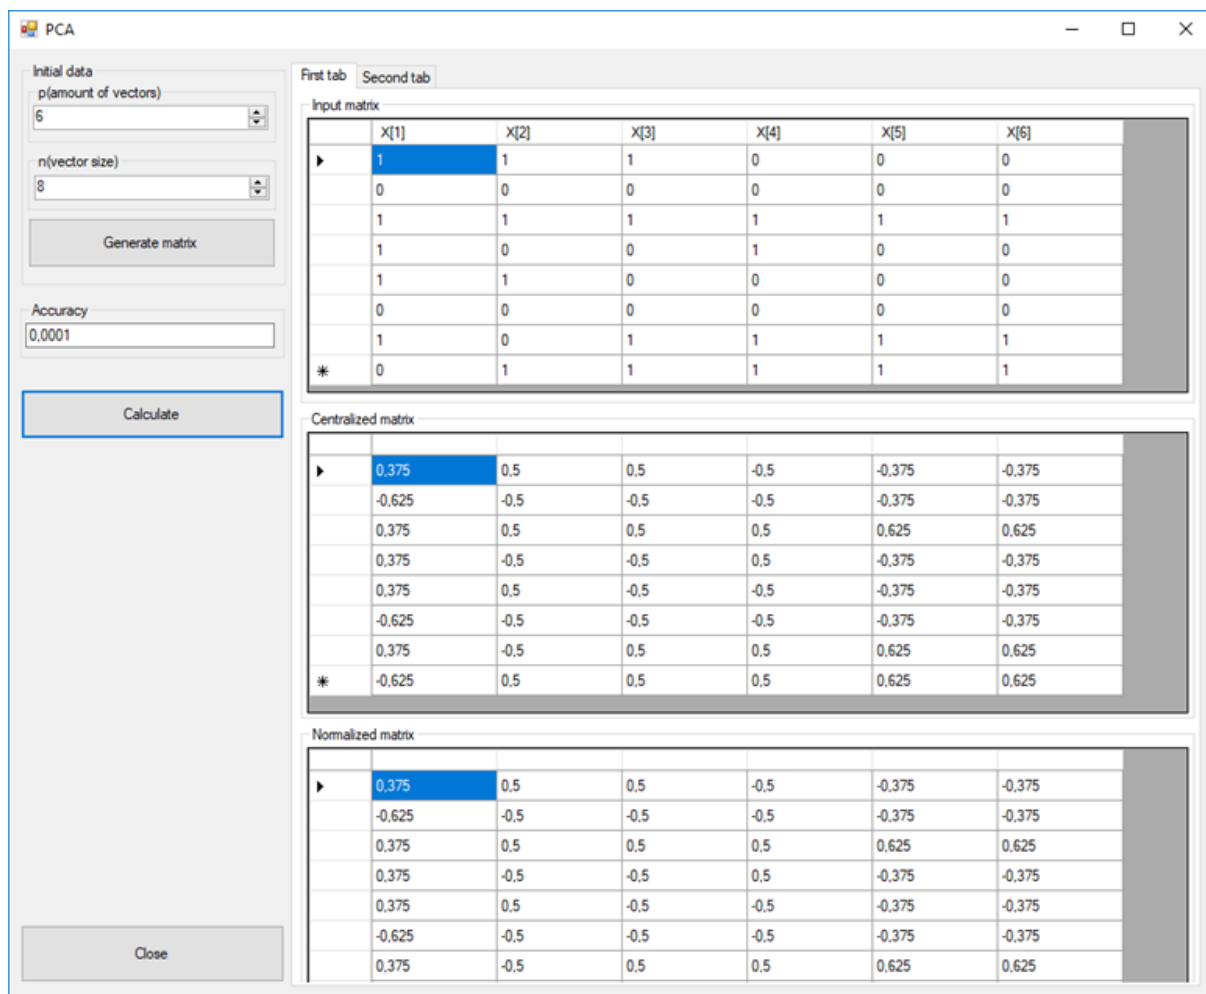 PCA
Initial data
p(amount of vectors)
6
n(vector size)
8
Generate matrix
Accuracy
0,0001
Calculate
Close
First tab Second tab
Input matrix
X[1] X[2] X[3] X[4] X[5] X[6]
1 1 1 0 0 0
0 0 0 0 0 0
1 1 1 1 1 1
1 0 0 1 0 0
1 1 0 0 0 0
0 0 0 0 0 0
1 0 1 1 1 1
0 1 1 1 1 1
Centralized matrix
0,375 0,5 0,5 -0,5 -0,375 -0,375
-0,625 -0,5 -0,5 -0,5 -0,375 -0,375
0,375 0,5 0,5 0,5 0,625 0,625
0,375 -0,5 -0,5 0,5 -0,375 -0,375
0,375 0,5 -0,5 -0,5 -0,375 -0,375
-0,625 -0,5 -0,5 -0,5 -0,375 -0,375
0,375 -0,5 0,5 0,5 0,625 0,625
-0,625 0,5 0,5 0,5 0,625 0,625
Normalized matrix
0,375 0,5 0,5 -0,5 -0,375 -0,375
-0,625 -0,5 -0,5 -0,5 -0,375 -0,375
0,375 0,5 0,5 0,5 0,625 0,625
0,375 -0,5 -0,5 0,5 -0,375 -0,375
0,375 0,5 -0,5 -0,5 -0,375 -0,375
-0,625 -0,5 -0,5 -0,5 -0,375 -0,375
0,375 -0,5 0,5 0,5 0,625 0,625